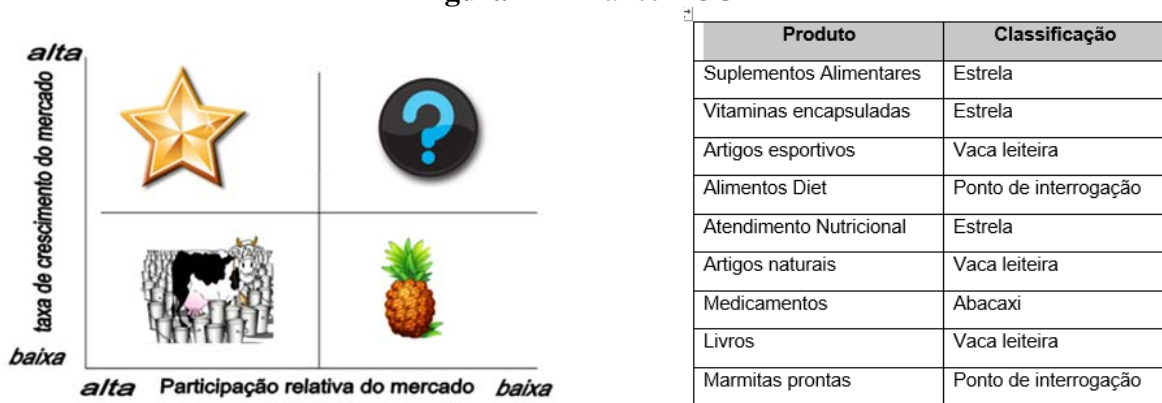 alta
taxa de crescimento do mercado
baixa
alta Participação relativa do mercado baixa
?
Produto Classificação
Suplementos Alimentares Estrela
Vitaminas encapsuladas Estrela
Artigos esportivos Vaca leiteira
Alimentos Diet Ponto de interrogação
Atendimento Nutricional Estrela
Artigos naturais Vaca leiteira
Medicamentos Abacaxi
Livros Vaca leiteira
Marmitas prontas Ponto de interrogação